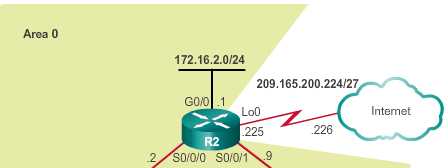 Area 0
172.16.2.0/24
209.165.200.224/27
G0/0 .1
Lo0
Internet
.225
.226
R2
.2 S0/0/0 S0/0/1 .9